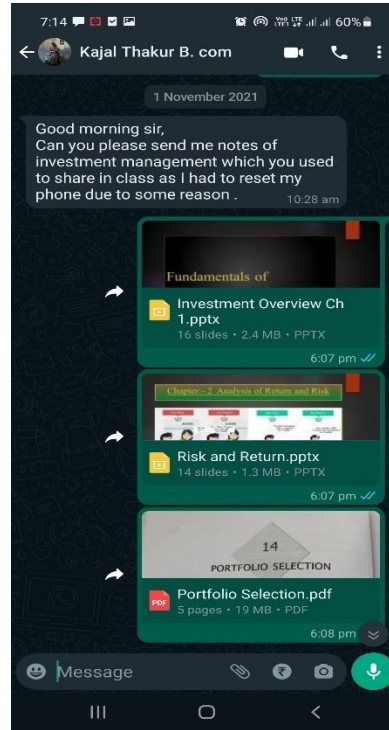 7:14
60%
Kajal Thakur B. com
1 November 2021
Good morning sir,
Can you please send me notes of
investment management which you used
to share in class as I had to reset my
phone due to some reason .
10:28 am
Fundamentals of
Investment Overview Ch
1.pptx
16 slides • 2.4 MB • PPTX
6:07 pm
Chapter:- 2 Analysis of Return and Risk
Risk and Return.pptx
14 slides • 1.3 MB • PPTX
6:07 pm
14
PORTFOLIO SELECTION
PDF
Portfolio Selection.pdf
5 pages • 19 MB • PDF
6:08 pm
Message